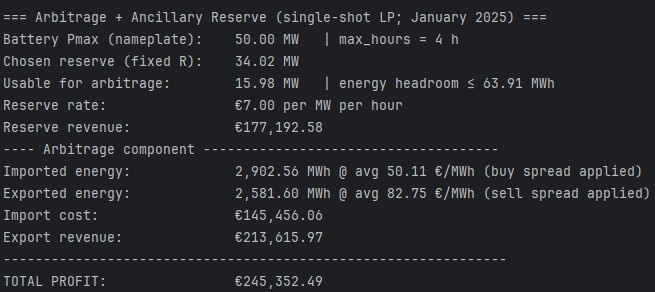 === Arbitrage + Ancillary Reserve (single-shot LP; January 2025) ===
Battery Pmax (nameplate):    50.00 MW   | max_hours = 4 h
Chosen reserve (fixed R):    34.02 MW
Usable for arbitrage:        15.98 MW   | energy headroom ≤ 63.91 MWh
Reserve rate:                €7.00 per MW per hour
Reserve revenue:             €177,192.58
---- Arbitrage component ------------------------------------
Imported energy:             2,902.56 MWh @ avg 50.11 €/MWh (buy spread applied)
Exported energy:             2,581.60 MWh @ avg 82.75 €/MWh (sell spread applied)
Import cost:                 €145,456.06
Export revenue:              €213,615.97
--------------------------------------------------------------
TOTAL PROFIT:                €245,352.49